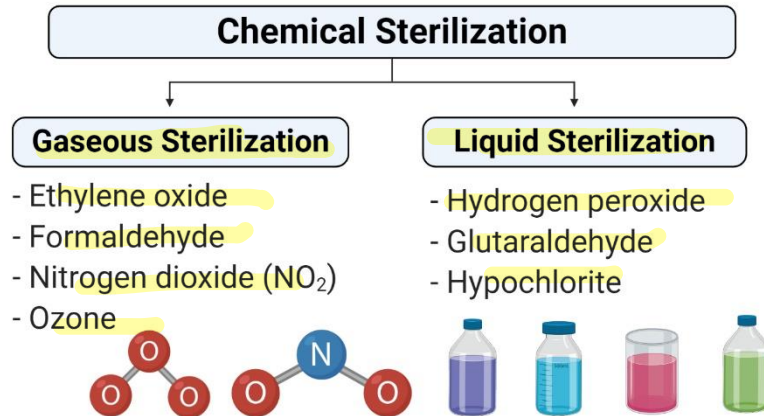 Chemical Sterilization
Gaseous Sterilization
- Ethylene oxide
- Formaldehyde
- Nitrogen dioxide (NO₂)
- Ozone
Liquid Sterilization
- Hydrogen peroxide
- Glutaraldehyde
- Hypochlorite
O
O
O
N
O
O